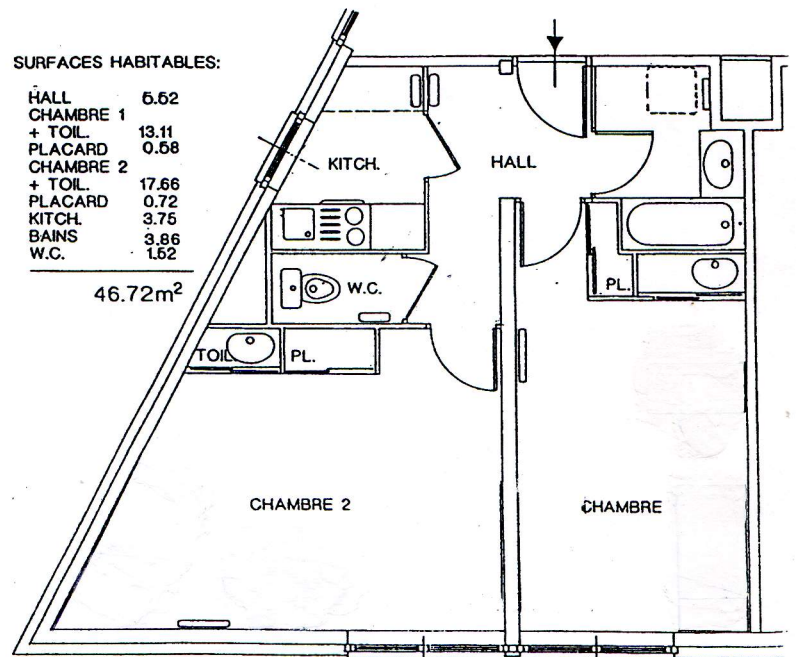 SURFACES HABITABLES:
HALL 5.52
CHAMBRE 1
+ TOIL. 13.11
PLACARD 0.58
CHAMBRE 2
+ TOIL. 17.66
PLACARD 0.72
KITCH. 3.75
BAINS 3.86
W.C. 1.52
46.72m²
KITCH.
HALL
W.C.
PL.
TOIL.
PL.
CHAMBRE 2
CHAMBRE